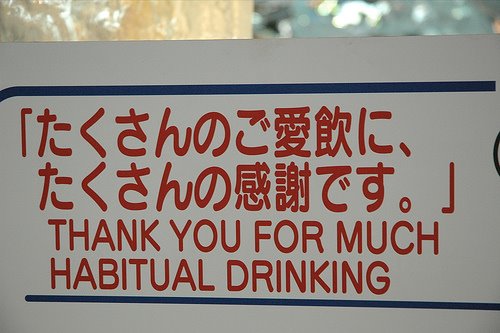 「たくさんのご愛飲に、
たくさんの感謝です。」
THANK YOU FOR MUCH
HABITUAL DRINKING